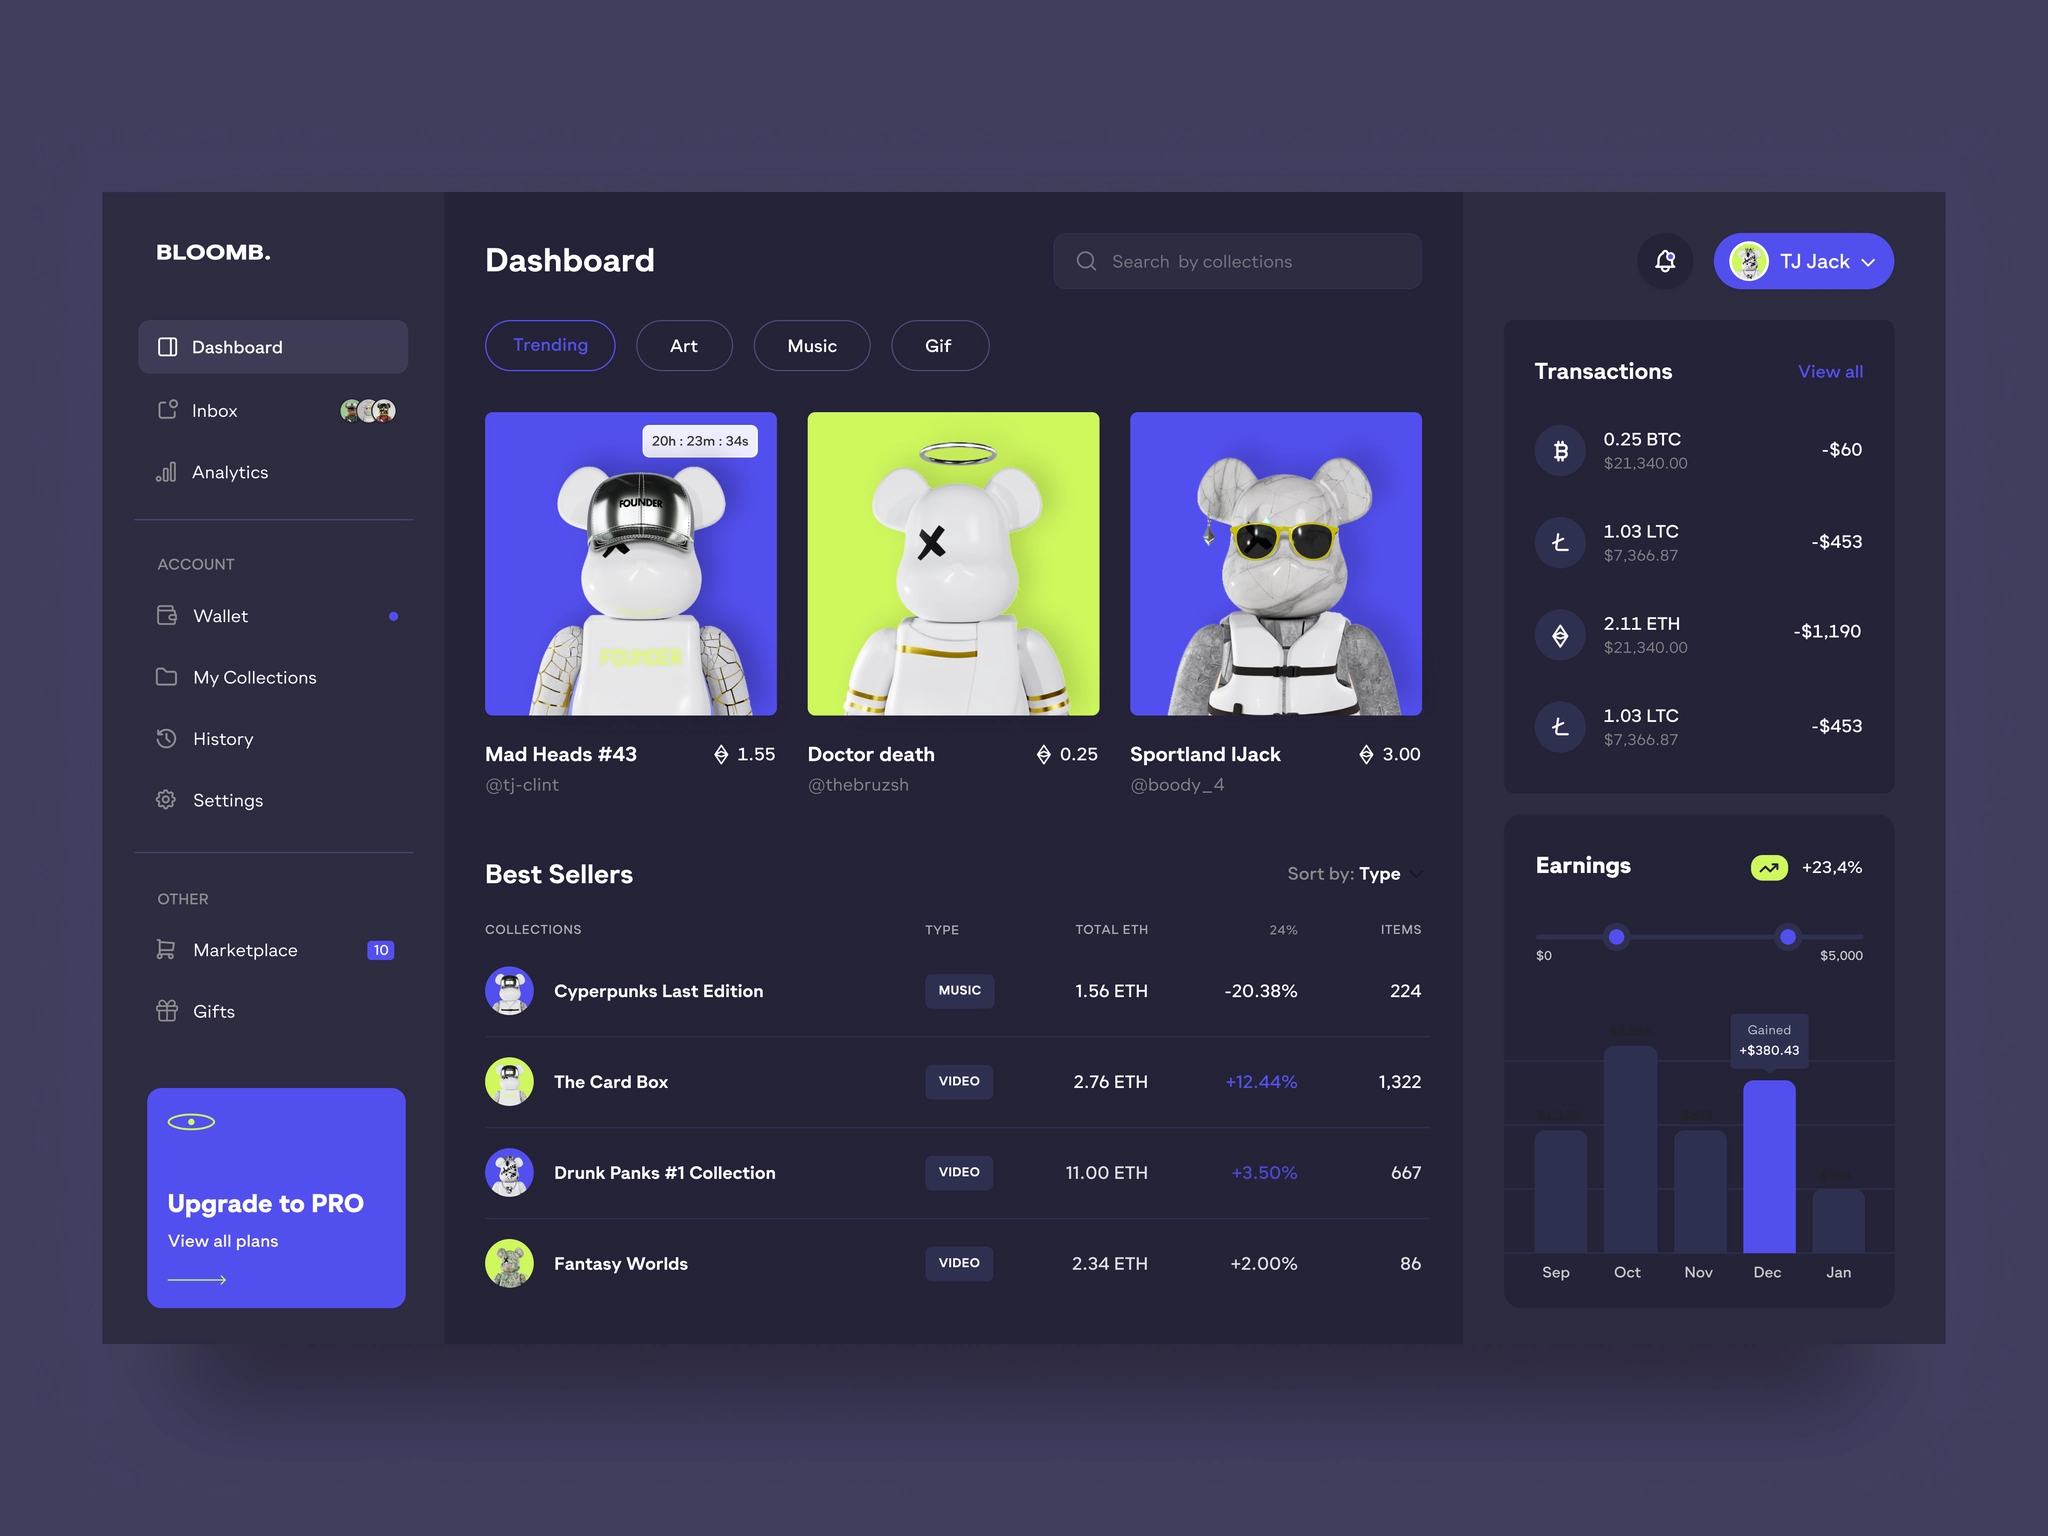 BLOOMB.
Dashboard
Inbox
Analytics
ACCOUNT
Wallet
My Collections
History
Settings
OTHER
Marketplace 10
Gifts
Upgrade to PRO
View all plans
Dashboard
Search by collections
Trending Art Music Gif
20h : 23m : 34s
FOUNDER
FOUNDER
Mad Heads #43 1.55
@tj-clint
Doctor death 0.25
@thebruzsh
Sportland IJack 3.00
@boody_4
Best Sellers
Sort by: Type
COLLECTIONS TYPE TOTAL ETH 24% ITEMS
Cyperpunks Last Edition MUSIC 1.56 ETH -20.38% 224
The Card Box VIDEO 2.76 ETH +12.44% 1,322
Drunk Panks #1 Collection VIDEO 11.00 ETH +3.50% 667
Fantasy Worlds VIDEO 2.34 ETH +2.00% 86
TJ Jack
Transactions View all
0.25 BTC -$60
$21,340.00
1.03 LTC -$453
$7,366.87
2.11 ETH -$1,190
$21,340.00
1.03 LTC -$453
$7,366.87
Earnings +23,4%
$0 $5,000
Gained
+$380.43
Sep Oct Nov Dec Jan